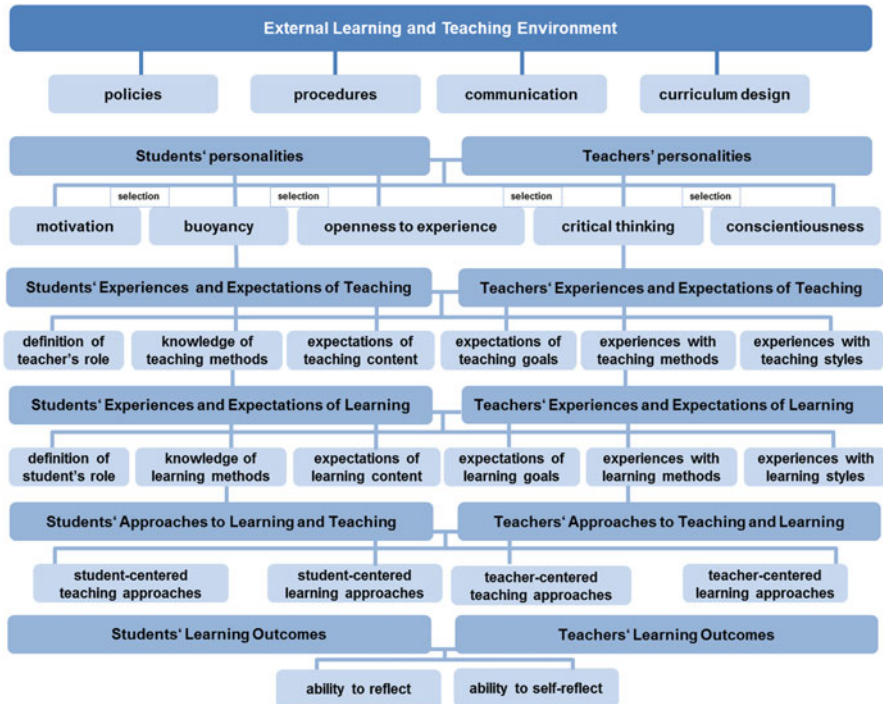 External Learning and Teaching Environment
policies procedures communication curriculum design
Students‘ personalities Teachers’ personalities
selection selection selection selection
motivation buoyancy openness to experience critical thinking conscientiousness
Students‘ Experiences and Expectations of Teaching Teachers‘ Experiences and Expectations of Teaching
definition of knowledge of expectations of expectations of experiences with experiences with
teacher’s role teaching methods teaching content teaching goals teaching methods teaching styles
Students‘ Experiences and Expectations of Learning Teachers‘ Experiences and Expectations of Learning
definition of knowledge of expectations of expectations of experiences with experiences with
student’s role learning methods learning content learning goals learning methods learning styles
Students‘ Approaches to Learning and Teaching Teachers‘ Approaches to Teaching and Learning
student-centered student-centered teacher-centered teacher-centered
teaching approaches learning approaches teaching approaches learning approaches
Students‘ Learning Outcomes Teachers‘ Learning Outcomes
ability to reflect ability to self-reflect